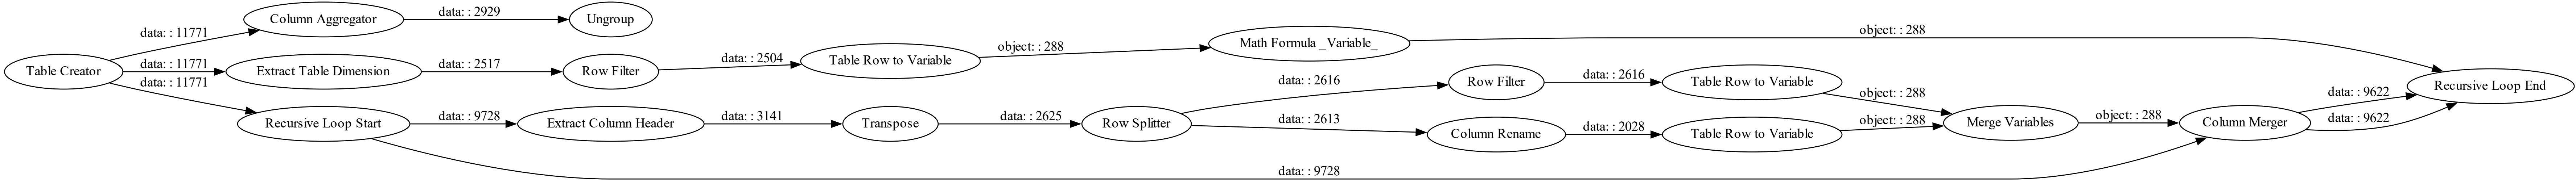 Table Creator
data: : 11771
Column Aggregator
data: : 2929
Ungroup
data: : 11771
Extract Table Dimension
data: : 2517
Row Filter
data: : 2504
Table Row to Variable
object: : 288
Math Formula _Variable_
object: : 288
Recursive Loop End
data: : 11771
Recursive Loop Start
data: : 9728
Extract Column Header
data: : 3141
Transpose
data: : 2625
Row Splitter
data: : 2616
Row Filter
data: : 2616
Table Row to Variable
object: : 288
data: : 2613
Column Rename
data: : 2028
Table Row to Variable
object: : 288
Merge Variables
object: : 288
Column Merger
data: : 9622
data: : 9622
data: : 9728